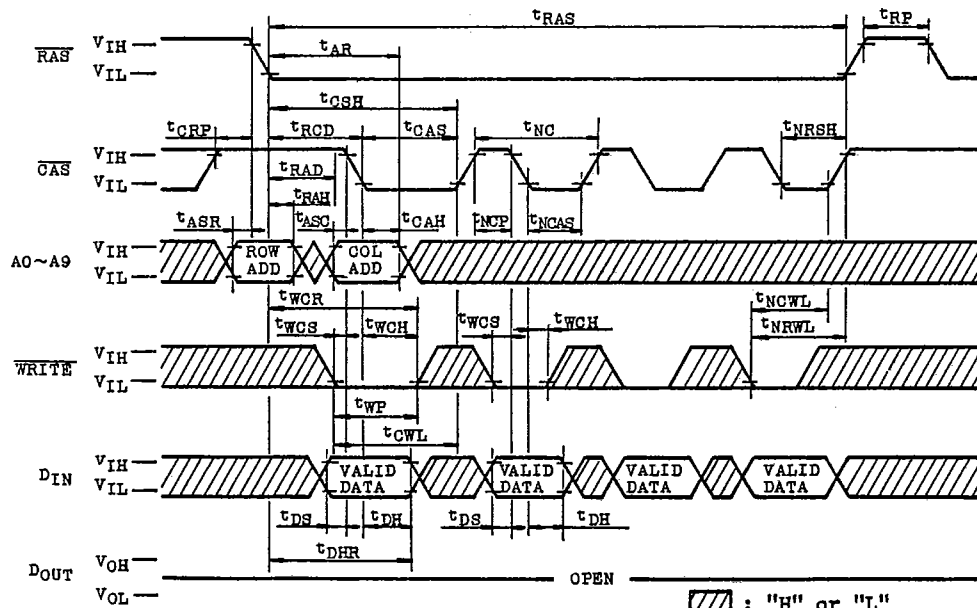 tRAS
tRP
RAS
VIH
VIL
tAR
tCSH
tCRP
tRCD
tCAS
tNC
tNRSH
CAS
VIH
VIL
tRAD
tRAH
tASR
tASC
tCAH
tNCP
tNCAS
A0~A9
VIH
VIL
ROW
ADD
COL
ADD
tWCR
tNCWL
tWCS
tWCH
tWCS
tWCH
tNRWL
WRITE
VIH
VIL
tWP
tCWL
DIN
VIH
VIL
VALID
DATA
VALID
DATA
VALID
DATA
VALID
DATA
tDS
tDH
tDS
tDH
tDHR
DOUT
VOH
VOL
OPEN
: "H" or "L"